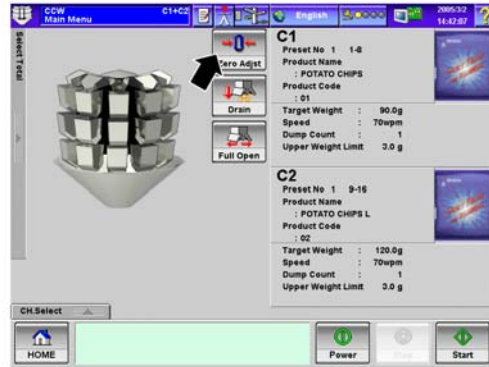 CCW
Main Menu
C1+C2
English
2005/3/2
14:42:07
?
Select Total
Zero Adjst
Drain
Full Open
C1
Preset No 1 1-8
Product Name
: POTATO CHIPS
Product Code
: 01
Target Weight : 90.0g
Speed : 70wpm
Dump Count : 1
Upper Weight Limit 3.0 g
C2
Preset No 1 9-16
Product Name
: POTATO CHIPS L
Product Code
: 02
Target Weight : 120.0g
Speed : 70wpm
Dump Count : 1
Upper Weight Limit 3.0 g
CH.Select
HOME
Power
Stop
Start